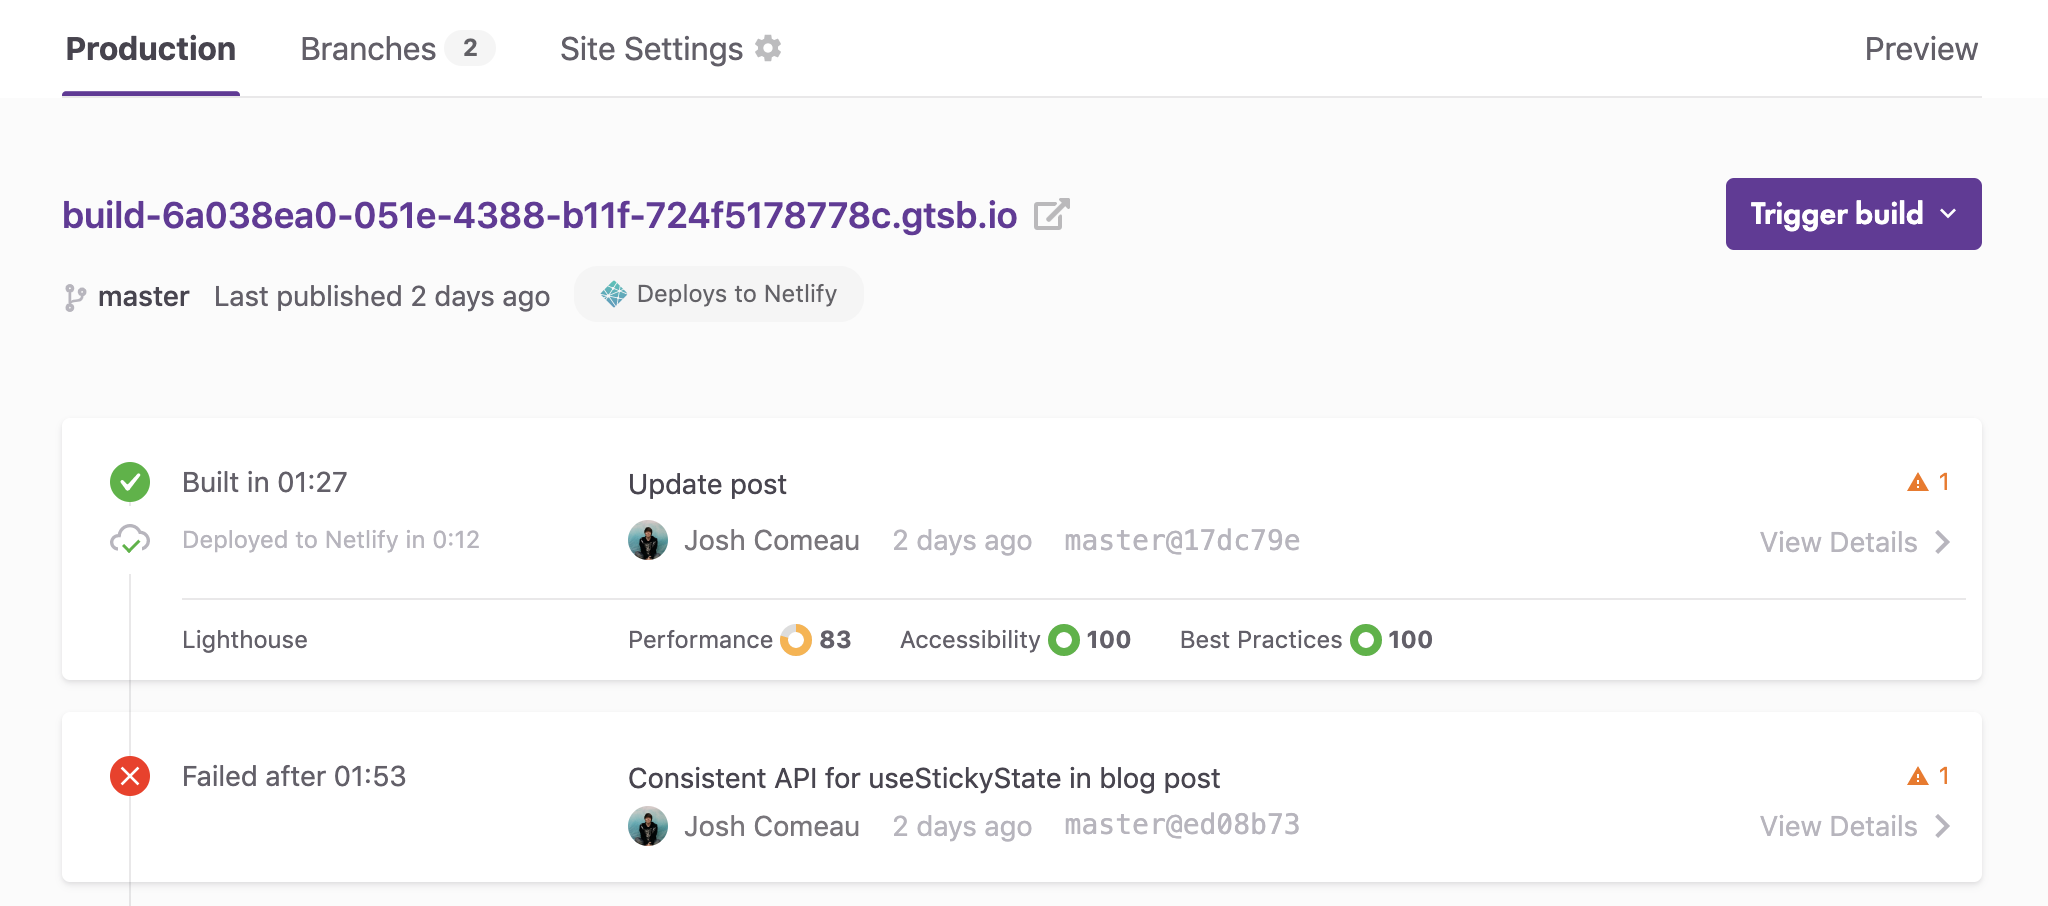 Production Branches 2 Site Settings Preview
build-6a038ea0-051e-4388-b11f-724f5178778c.gtsb.io Trigger build
master Last published 2 days ago Deploys to Netlify
Built in 01:27 Update post 1
Deployed to Netlify in 0:12 Josh Comeau 2 days ago master@17dc79e View Details
Lighthouse Performance 83 Accessibility 100 Best Practices 100
Failed after 01:53 Consistent API for useStickyState in blog post 1
Josh Comeau 2 days ago master@ed08b73 View Details